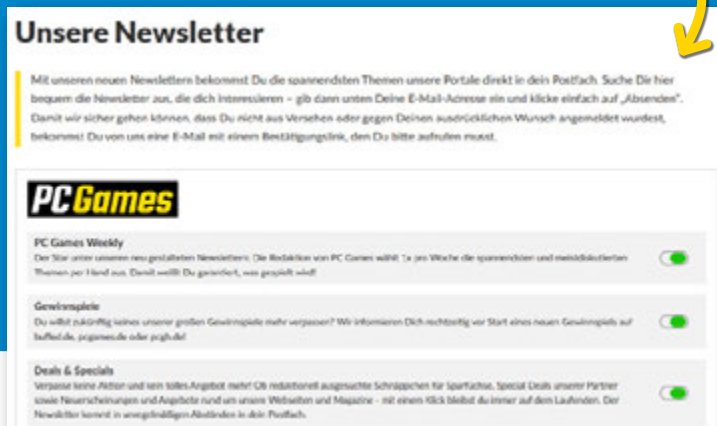 Unsere Newsletter
Mit unseren neuen Newslettern bekommst Du die spannendsten Themen unsere Portale direkt in dein Postfach. Suche Dir hier
bequem die Newsletter aus, die dich interessieren – gib dann unten Deine E-Mail-Adresse ein und klicke einfach auf „Absenden“.
Damit wir sicher gehen können, dass Du nicht aus Versehen oder gegen Deinen ausdrücklichen Wunsch angemeldet wurdest,
bekommst Du von uns eine E-Mail mit einem Bestätigungslink, den Du bitte aufrufen musst.
PC Games
PC Games Weekly
Der Star unter unseren neu gestalteten Newslettern: Die Redaktion von PC Games wählt 1x pro Woche die spannendsten und meistdiskutierten
Themen per Hand aus. Damit weißt Du garantiert, was gespielt wird!
Gewinnspiele
Du willst zukünftig keines unserer großen Gewinnspiele mehr verpassen? Wir informieren Dich rechtzeitig vor Start eines neuen Gewinnspiels auf
buffed.de, pcgames.de oder pcgh.de!
Deals & Specials
Verpasse keine Aktion und kein tolles Angebot mehr! Ob redaktionell ausgesuchte Schnäppchen für Sparfüchse, Special Deals unserer Partner
sowie Neuerscheinungen und Angebote rund um unsere Webseiten und Magazine – mit einem Klick bleibst du immer auf dem Laufenden. Der
Newsletter kommt in unregelmäßigen Abständen in dein Postfach.